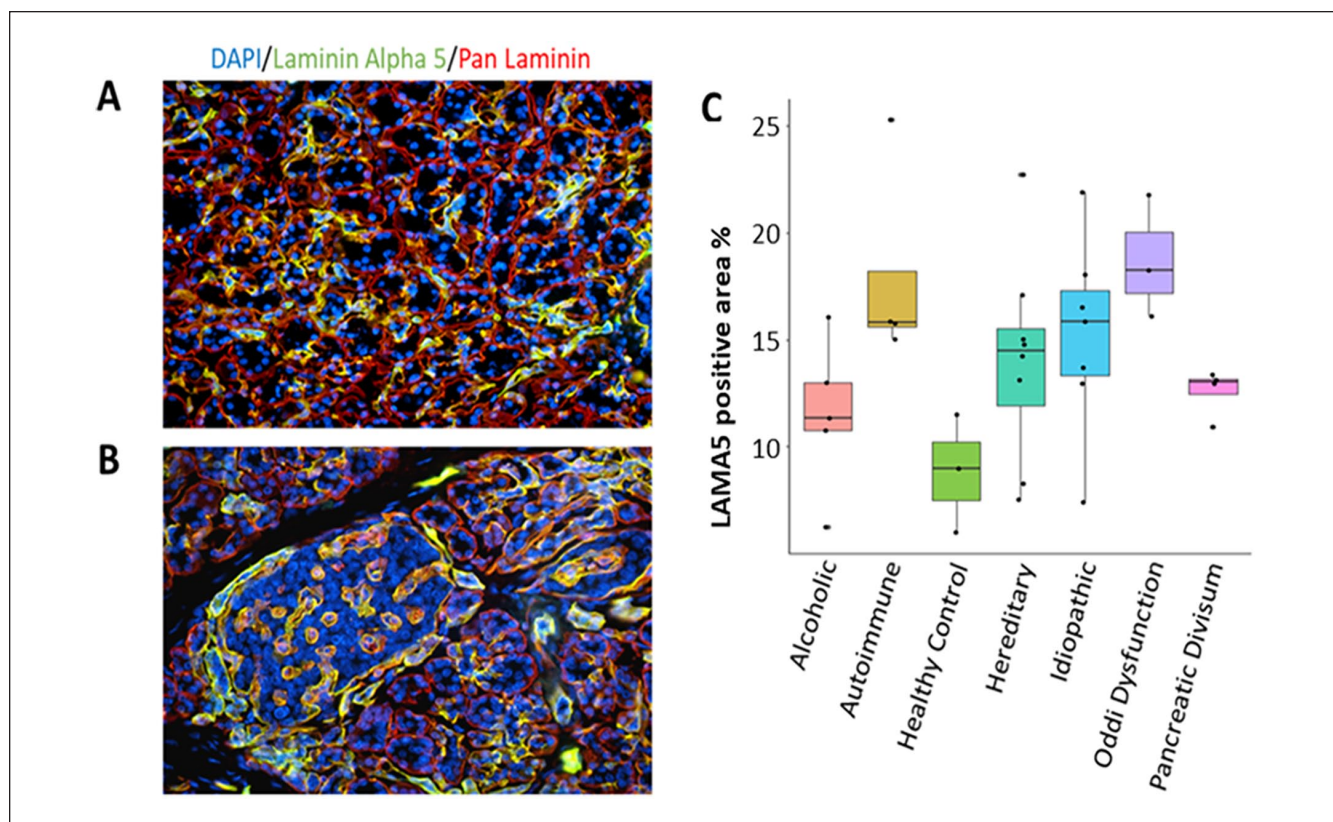 DAPI/Laminin Alpha 5/Pan Laminin
A
B
C
LAMA5 positive area %
25
20
15
10
Alcoholic
Autoimmune
Healthy Control
Hereditary
Idiopathic
Oddi Dysfunction
Pancreatic Divisum